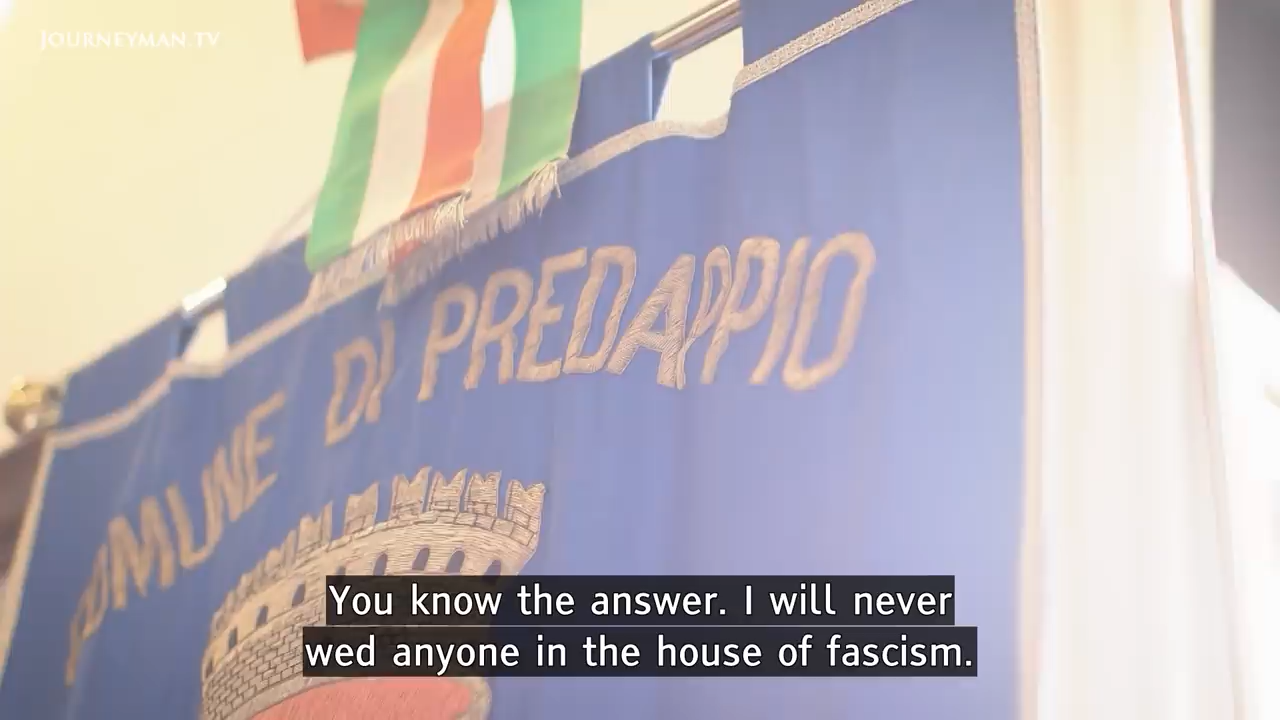 JOURNEYMAN.TV
COMUNE DI PREDAPPIO
You know the answer. I will never
wed anyone in the house of fascism.